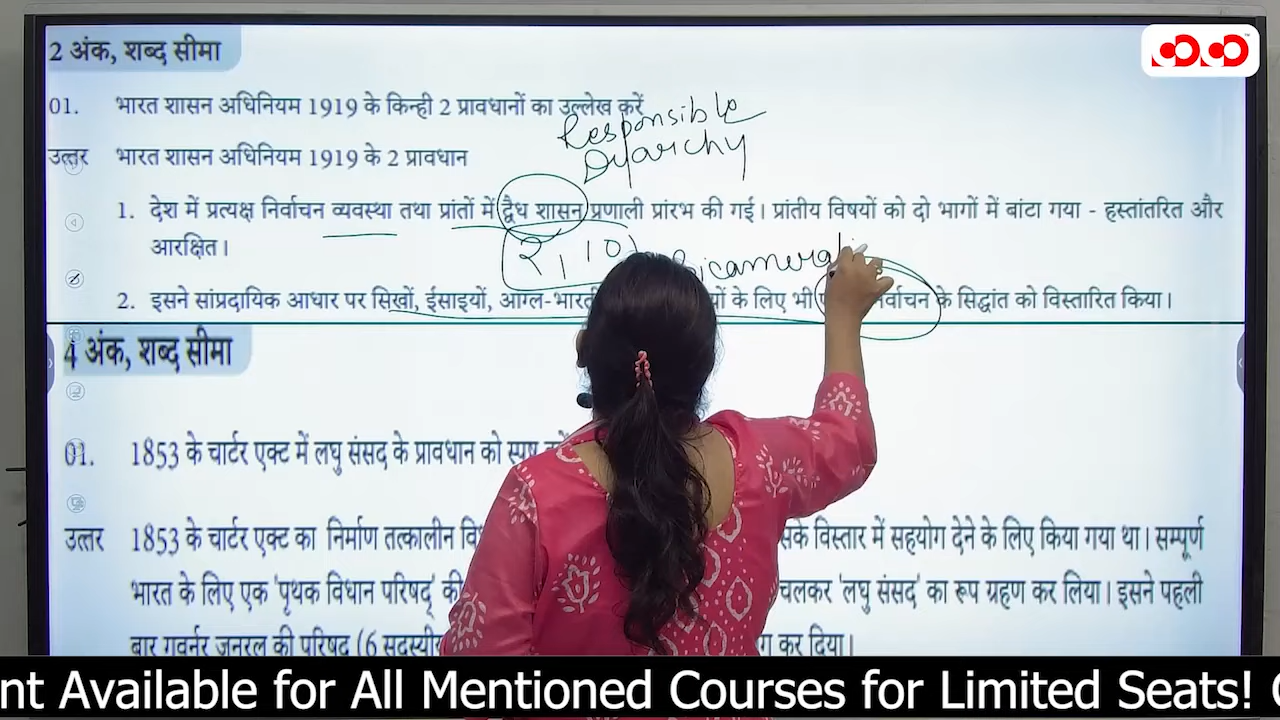 2 अंक, शब्द सीमा
01. भारत शासन अधिनियम 1919 के किन्ही 2 प्रावधानों का उल्लेख करें
Responsible
Dyarchy
उत्तर भारत शासन अधिनियम 1919 के 2 प्रावधान
1. देश में प्रत्यक्ष निर्वाचन व्यवस्था तथा प्रांतों में द्वैध शासन प्रणाली प्रारंभ की गई। प्रांतीय विषयों को दो भागों में बांटा गया - हस्तांतरित और
आरक्षित।
2. इसने सांप्रदायिक आधार पर सिखों, ईसाइयों, आंग्ल-भारती के लिए भी के सिद्धांत को विस्तारित किया।
4 अंक, शब्द सीमा
01. 1853 के चार्टर एक्ट में लघु संसद के प्रावधान को
उत्तर 1853 के चार्टर एक्ट का निर्माण तत्कालीन के विस्तार में सहयोग देने के लिए किया गया था। सम्पूर्ण
भारत के लिए एक 'पृथक विधान परिषद्' की चलकर 'लघु संसद' का रूप ग्रहण कर लिया। इसने पहली
बार गवर्नर जनरल की परिषद (6 कर दिया।
nt Available for All Mentioned Courses for Limited Seats!